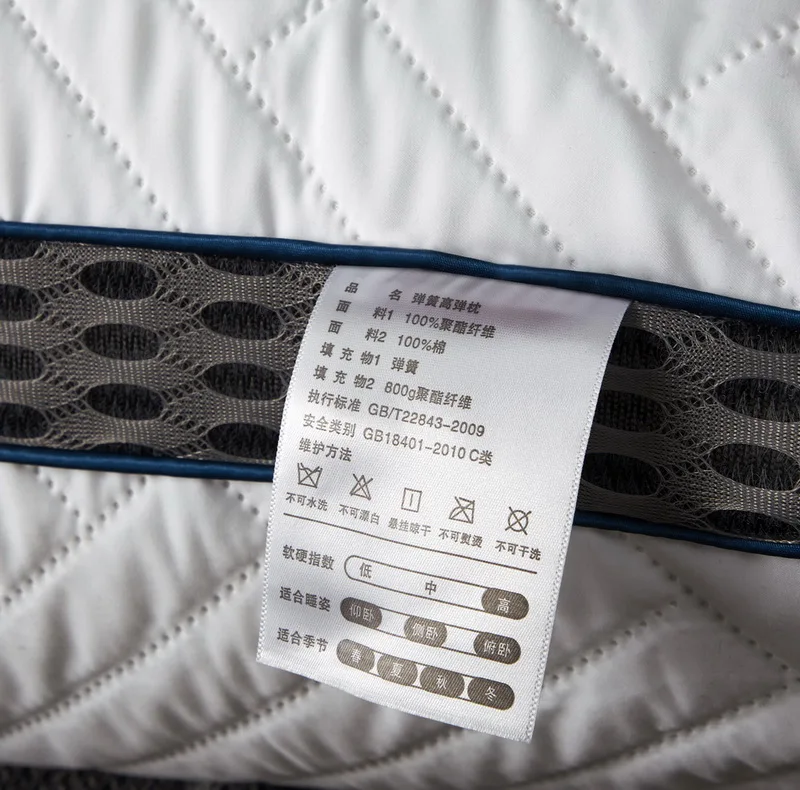 品 名 弹簧高弹枕
面 料1 100%聚酯纤维
面 料2 100%棉
填 充 物1 弹簧
填 充 物2 800g聚酯纤维
执行标准 GB/T22843-2009
安全类别 GB18401-2010 C类
维护方法
不可水洗 不可漂白 悬挂晾干 不可熨烫 不可干洗
软硬指数 低 中 高
适合睡姿 仰卧 侧卧 俯卧
适合季节 春 夏 秋 冬